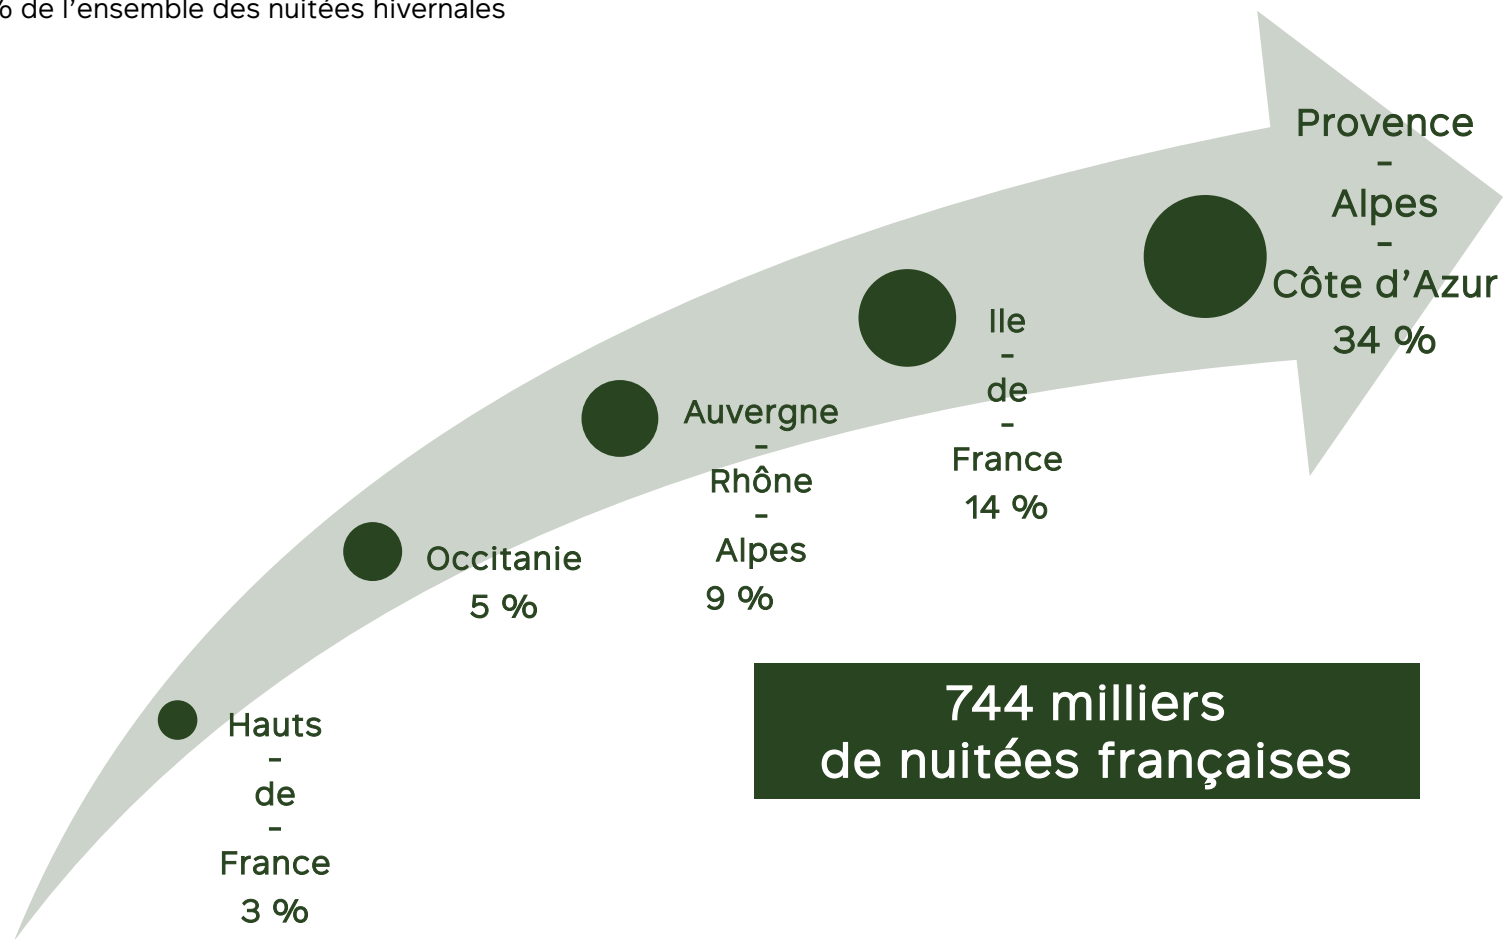 % de l’ensemble des nuitées hivernales
Provence
-
Alpes
-
Côte d’Azur
34 %
Ile
-
de
-
France
14 %
Auvergne
-
Rhône
-
Alpes
9 %
Occitanie
5 %
Hauts
-
de
-
France
3 %
744 milliers
de nuitées françaises